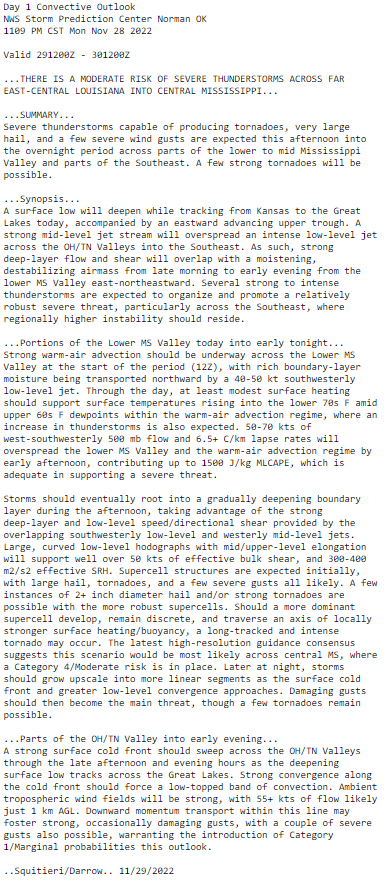 Day 1 Convective Outlook
NWS Storm Prediction Center Norman OK
1109 PM CST Mon Nov 28 2022
Valid 291200Z - 301200Z
...THERE IS A MODERATE RISK OF SEVERE THUNDERSTORMS ACROSS FAR
EAST-CENTRAL LOUISIANA INTO CENTRAL MISSISSIPPI...
...SUMMARY...
Severe thunderstorms capable of producing tornadoes, very large
hail, and a few severe wind gusts are expected this afternoon into
the overnight period across parts of the lower to mid Mississippi
Valley and parts of the Southeast. A few strong tornadoes will be
possible.
...Synopsis...
A surface low will deepen while tracking from Kansas to the Great
Lakes today, accompanied by an eastward advancing upper trough. A
strong mid-level jet stream will overspread an intense low-level jet
across the OH/TN Valleys into the Southeast. As such, strong
deep-layer flow and shear will overlap with a moistening,
destabilizing airmass from late morning to early evening from the
lower MS Valley east-northeastward. Several strong to intense
thunderstorms are expected to organize and promote a relatively
robust severe threat, particularly across the Southeast, where
regionally higher instability should reside.
...Portions of the Lower MS Valley today into early tonight...
Strong warm-air advection should be underway across the Lower MS
Valley at the start of the period (12Z), with rich boundary-layer
moisture being transported northward by a 40-50 kt southwesterly
low-level jet. Through the day, at least modest surface heating
should support surface temperatures rising into the lower 70s F amid
upper 60s F dewpoints within the warm-air advection regime, where an
increase in thunderstorms is also expected. 50-70 kts of
west-southwesterly 500 mb flow and 6.5+ C/km lapse rates will
overspread the lower MS Valley and the warm-air advection regime by
early afternoon, contributing up to 1500 J/kg MLCAPE, which is
adequate in supporting a severe threat.
Storms should eventually root into a gradually deepening boundary
layer during the afternoon, taking advantage of the strong
deep-layer and low-level speed/directional shear provided by the
overlapping southwesterly low-level and westerly mid-level jets.
Large, curved low-level hodographs with mid/upper-level elongation
will support well over 50 kts of effective bulk shear, and 300-400
m2/s2 effective SRH. Supercell structures are expected initially,
with large hail, tornadoes, and a few severe gusts all likely. A few
instances of 2+ inch diameter hail and/or strong tornadoes are
possible with the more robust supercells. Should a more dominant
supercell develop, remain discrete, and traverse an axis of locally
stronger surface heating/buoyancy, a long-tracked and intense
tornado may occur. The latest high-resolution guidance consensus
suggests this scenario would be most likely across central MS, where
a Category 4/Moderate risk is in place. Later at night, storms
should grow upscale into more linear segments as the surface cold
front and greater low-level convergence approaches. Damaging gusts
should then become the main threat, though a few tornadoes remain
possible.
...Parts of the OH/TN Valley into early evening...
A strong surface cold front should sweep across the OH/TN Valleys
through the late afternoon and evening hours as the deepening
surface low tracks across the Great Lakes. Strong convergence along
the cold front should force a low-topped band of convection. Ambient
tropospheric wind fields will be strong, with 55+ kts of flow likely
just 1 km AGL. Downward momentum transport within this line may
foster strong, occasionally damaging gusts, with a couple of severe
gusts also possible, warranting the introduction of Category
1/Marginal probabilities this outlook.
..Squitieri/Darrow.. 11/29/2022